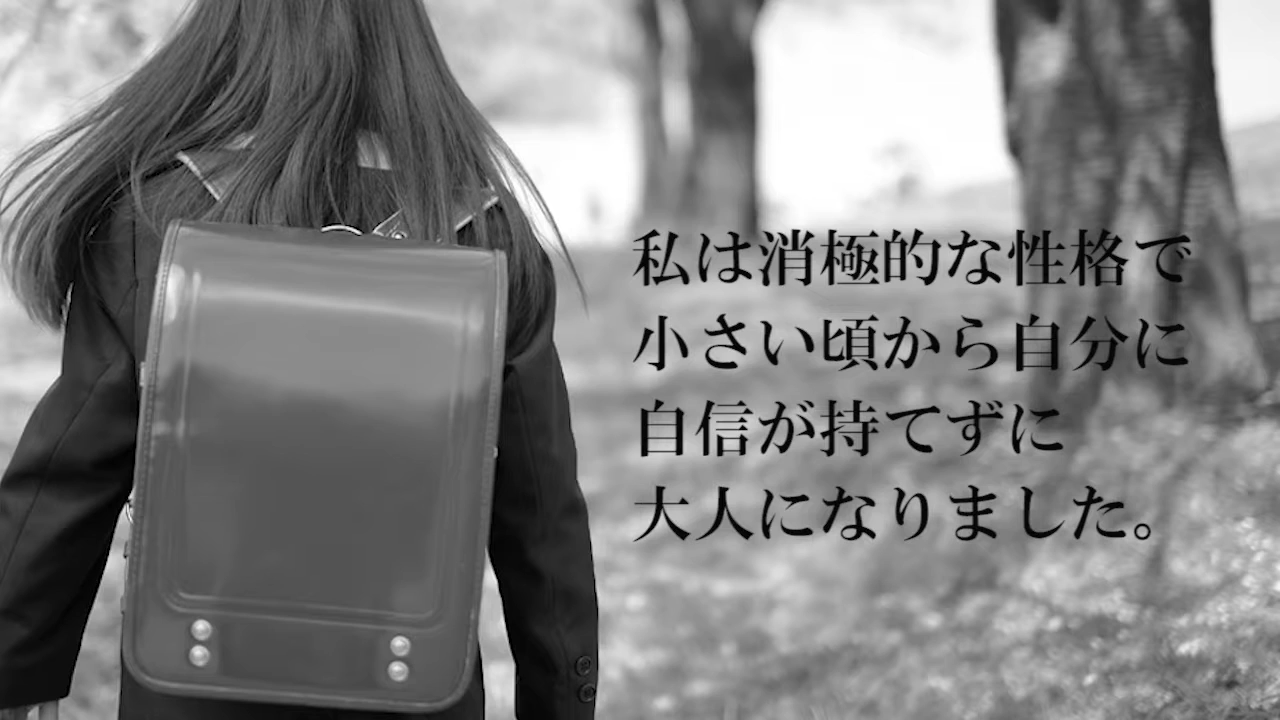 私は消極的な性格で
小さい頃から自分に
自信が持てずに
大人になりました。